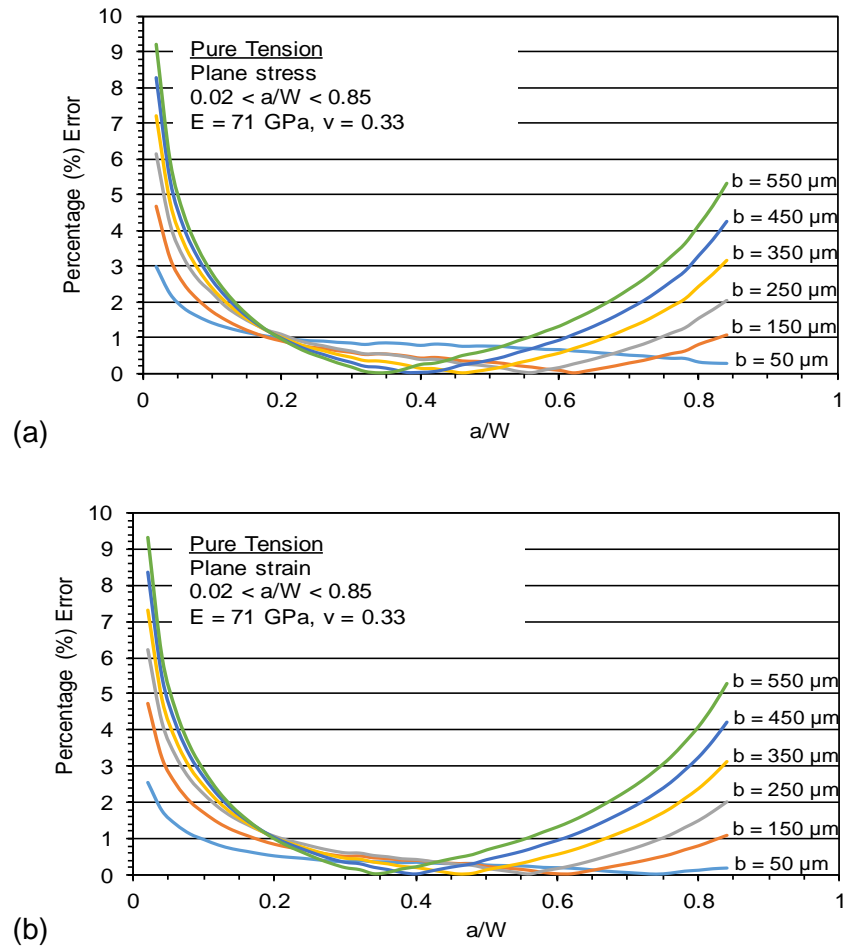 10
9
8
7
6
5
4
3
2
1
0
Percentage (%) Error
Pure Tension
Plane stress
0.02 < a/W < 0.85
E = 71 GPa, v = 0.33
b = 550 µm
b = 450 µm
b = 350 µm
b = 250 µm
b = 150 µm
b = 50 µm
0 0.2 0.4 0.6 0.8 1
a/W
(a)
10
9
8
7
6
5
4
3
2
1
0
Percentage (%) Error
Pure Tension
Plane strain
0.02 < a/W < 0.85
E = 71 GPa, v = 0.33
b = 550 µm
b = 450 µm
b = 350 µm
b = 250 µm
b = 150 µm
b = 50 µm
0.0 0.2 0.4 0.6 0.8 1
a/W
(b)